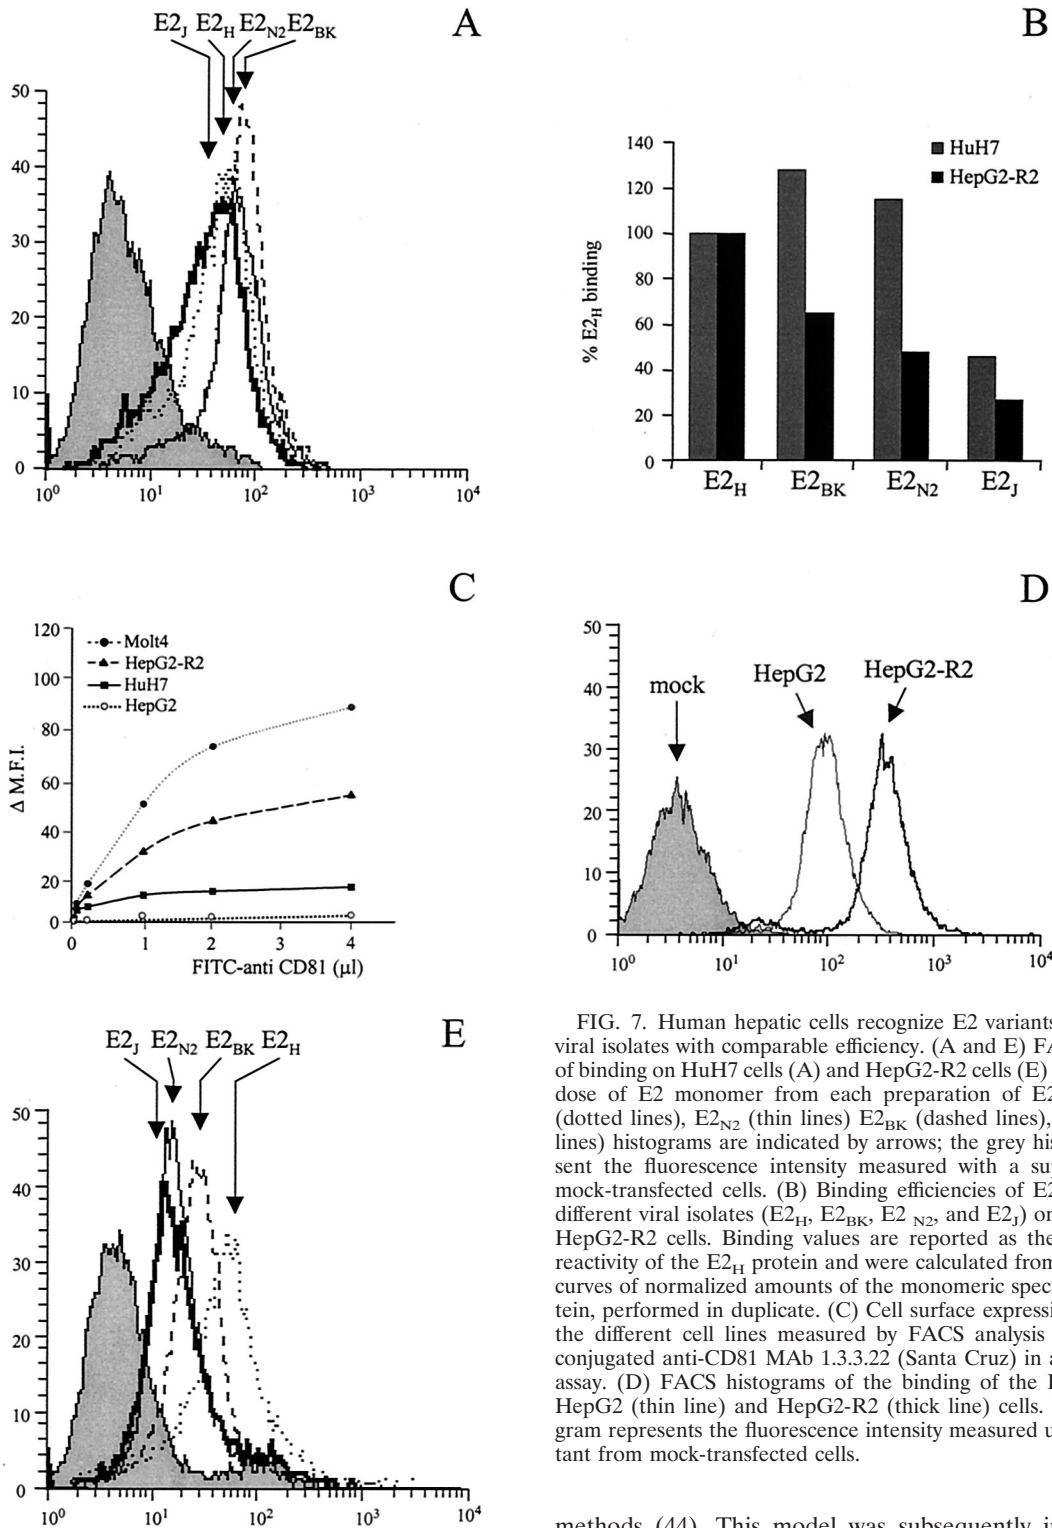 A
E2J E2H E2N2 E2BK
50
40
30
20
10
0
10^0 10^1 10^2 10^3 10^4
B
% E2H binding
140
120
100
80
60
40
20
0
HuH7
HepG2-R2
E2H E2BK E2N2 E2J
C
Δ M.F.I.
120
100
80
60
40
20
0
Molt4
HepG2-R2
HuH7
HepG2
0 1 2 3 4
FITC-anti CD81 (μl)
D
50
40
30
20
10
0
mock
HepG2
HepG2-R2
10^0 10^1 10^2 10^3 10^4
E
E2J E2N2 E2BK E2H
50
40
30
20
10
0
10^0 10^1 10^2 10^3 10^4
FIG. 7. Human hepatic cells recognize E2 variants
viral isolates with comparable efficiency. (A and E) FA
of binding on HuH7 cells (A) and HepG2-R2 cells (E)
dose of E2 monomer from each preparation of E2
(dotted lines), E2N2 (thin lines) E2BK (dashed lines),
lines) histograms are indicated by arrows; the grey his
sent the fluorescence intensity measured with a su
mock-transfected cells. (B) Binding efficiencies of E2
different viral isolates (E2H, E2BK, E2 N2, and E2J) on
HepG2-R2 cells. Binding values are reported as the
reactivity of the E2H protein and were calculated from
curves of normalized amounts of the monomeric speci
tein, performed in duplicate. (C) Cell surface expressi
the different cell lines measured by FACS analysis
conjugated anti-CD81 MAb 1.3.3.22 (Santa Cruz) in a
assay. (D) FACS histograms of the binding of the
HepG2 (thin line) and HepG2-R2 (thick line) cells.
gram represents the fluorescence intensity measured u
tant from mock-transfected cells.
methods (44). This model was subsequently i